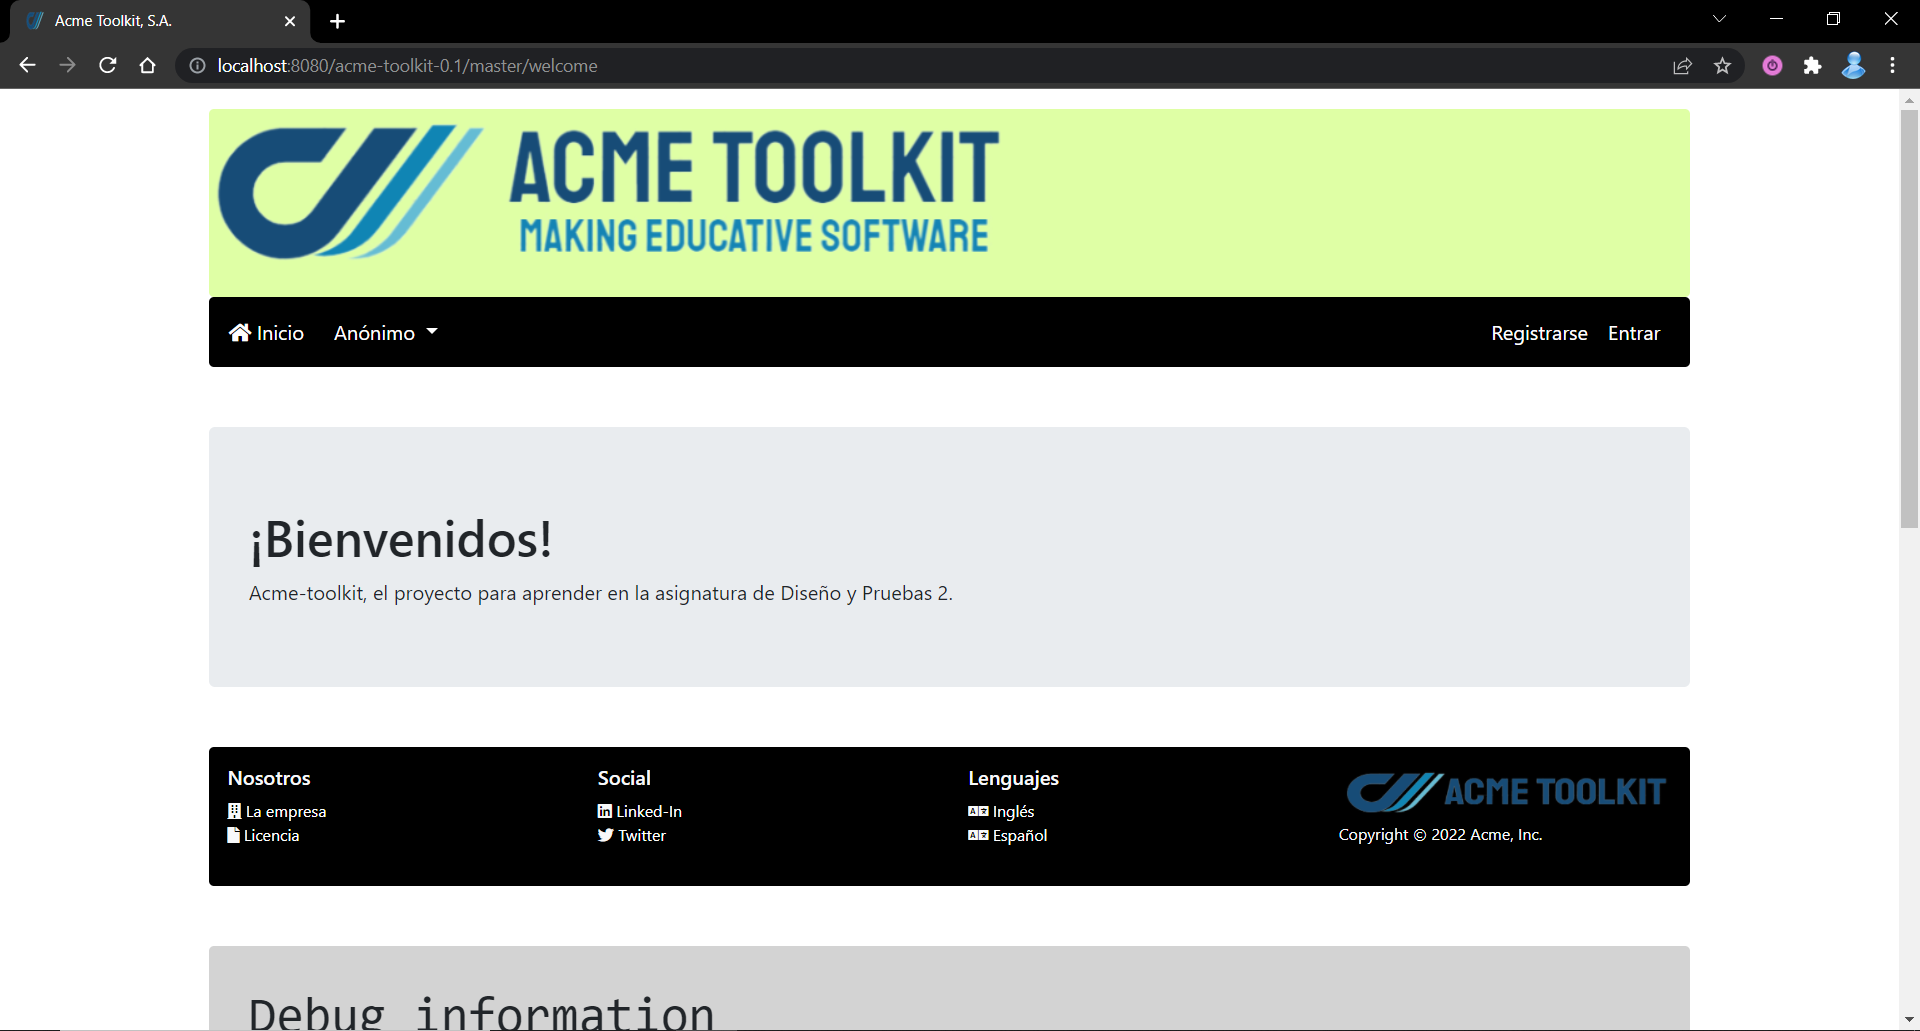 Acme Toolkit, S.A.
localhost:8080/acme-toolkit-0.1/master/welcome
ACME TOOLKIT
MAKING EDUCATIVE SOFTWARE
Inicio Anónimo Registrarse Entrar
¡Bienvenidos!
Acme-toolkit, el proyecto para aprender en la asignatura de Diseño y Pruebas 2.
Nosotros
La empresa
Licencia
Social
Linked-In
Twitter
Lenguajes
Inglés
Español
ACME TOOLKIT
Copyright © 2022 Acme, Inc.
Debug information